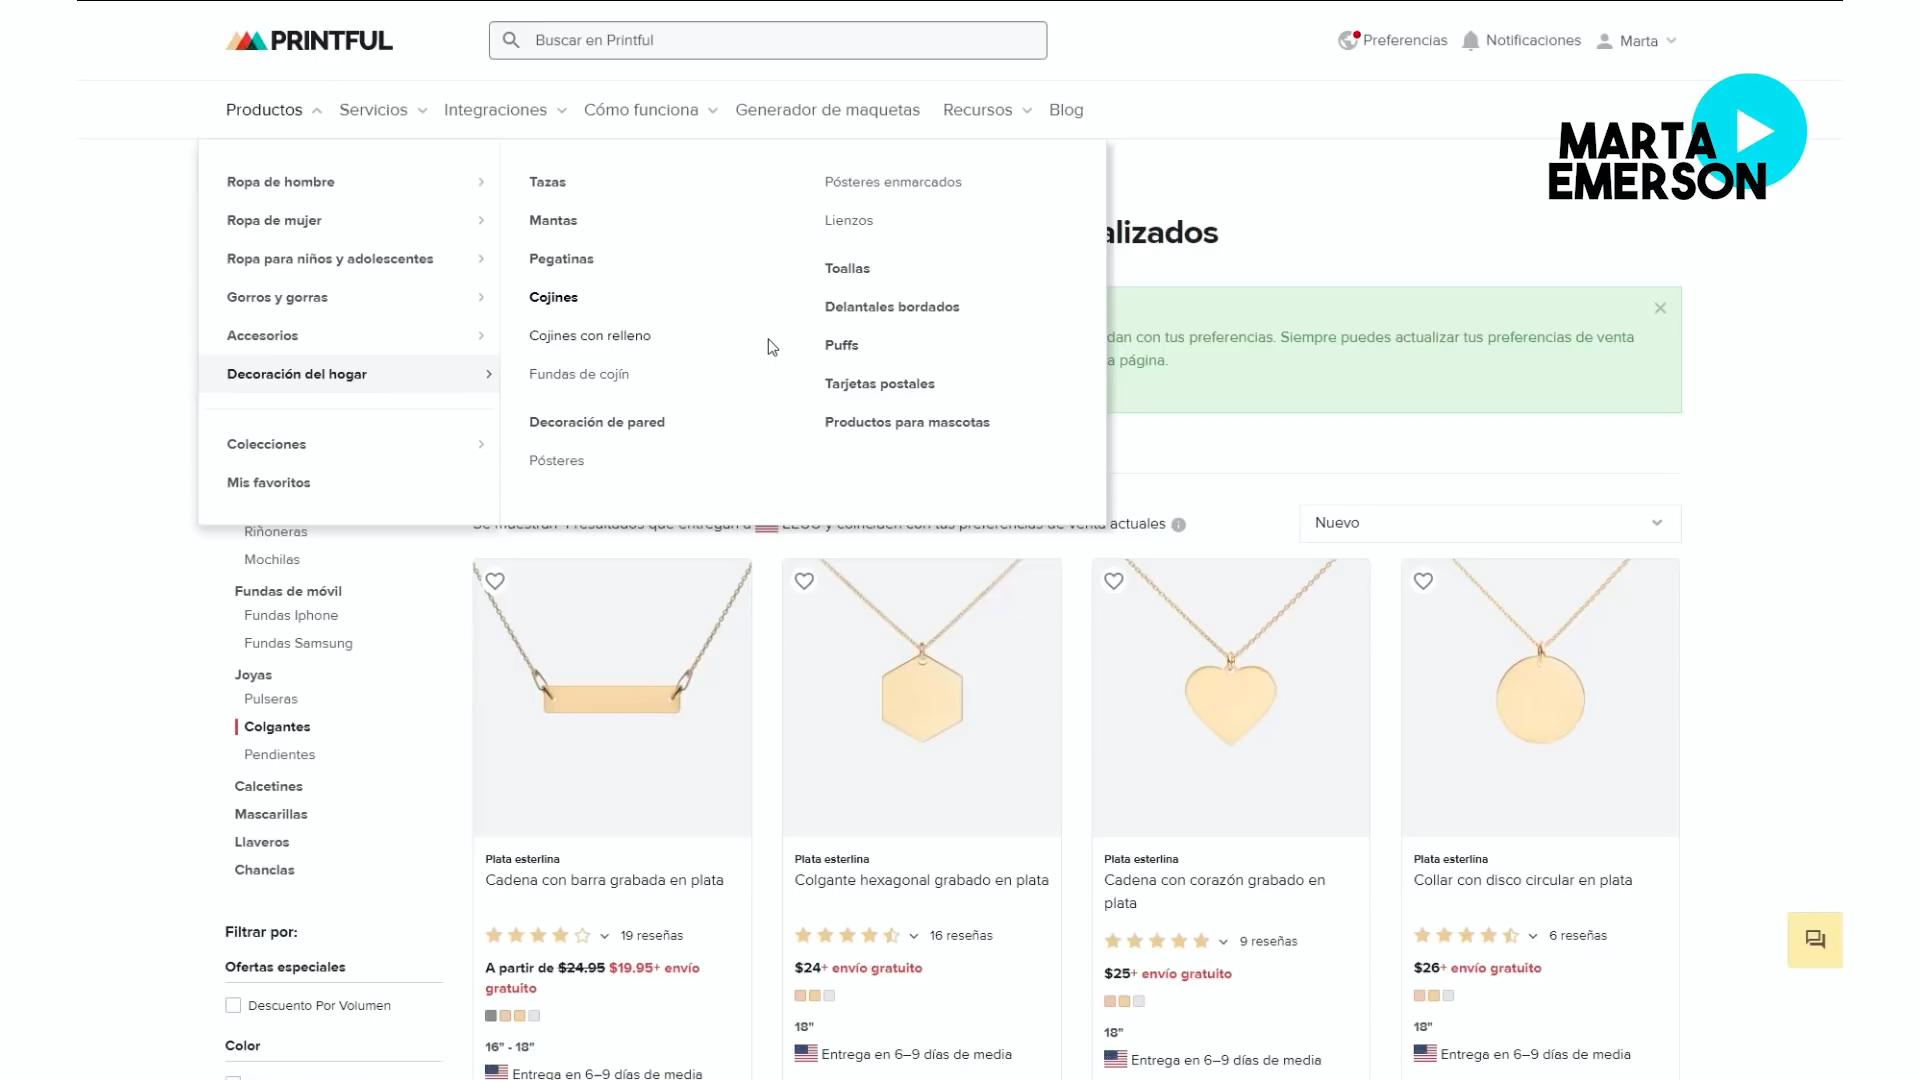 PRINTFUL
Buscar en Printful
Preferencias
Notificaciones
Marta
Productos
Servicios
Integraciones
Cómo funciona
Generador de maquetas
Recursos
Blog
MARTA
EMERSON
Ropa de hombre
Ropa de mujer
Ropa para niños y adolescentes
Gorros y gorras
Accesorios
Decoración del hogar
Colecciones
Mis favoritos
Tazas
Mantas
Pegatinas
Cojines
Cojines con relleno
Fundas de cojín
Decoración de pared
Pósteres
Pósteres enmarcados
Lienzos
Toallas
Delantales bordados
Puffs
Tarjetas postales
Productos para mascotas
alizados
dan con tus preferencias. Siempre puedes actualizar tus preferencias de venta
a página.
actuales
Nuevo
Riñoneras
Mochilas
Fundas de móvil
Fundas Iphone
Fundas Samsung
Joyas
Pulseras
Colgantes
Pendientes
Calcetines
Mascarillas
Llaveros
Chanclas
Filtrar por:
Ofertas especiales
Descuento Por Volumen
Color
Plata esterlina
Cadena con barra grabada en plata
19 reseñas
A partir de $24.95 $19.95+ envío
gratuito
16" - 18"
Entrega en 6–9 días de media
Plata esterlina
Colgante hexagonal grabado en plata
16 reseñas
$24+ envío gratuito
18"
Entrega en 6–9 días de media
Plata esterlina
Cadena con corazón grabado en
plata
9 reseñas
$25+ envío gratuito
18"
Entrega en 6–9 días de media
Plata esterlina
Collar con disco circular en plata
6 reseñas
$26+ envío gratuito
18"
Entrega en 6–9 días de media